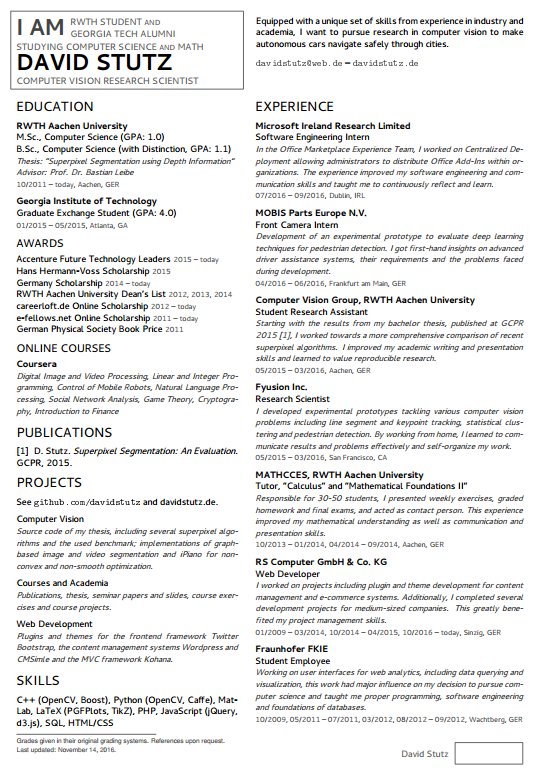 I AM RWTH STUDENT AND
GEORGIA TECH ALUMNI
STUDYING COMPUTER SCIENCE AND MATH
DAVID STUTZ
COMPUTER VISION RESEARCH SCIENTIST
Equipped with a unique set of skills from experience in industry and
academia, I want to pursue research in computer vision to make
autonomous cars navigate safely through cities.
davidstutz@web.de – davidstutz.de
EDUCATION
RWTH Aachen University
M.Sc., Computer Science (GPA: 1.0)
B.Sc., Computer Science (with Distinction, GPA: 1.1)
Thesis: "Superpixel Segmentation using Depth Information"
Advisor: Prof. Dr. Bastian Leibe
10/2011 – today, Aachen, GER
Georgia Institute of Technology
Graduate Exchange Student (GPA: 4.0)
01/2015 – 05/2015, Atlanta, GA
AWARDS
Accenture Future Technology Leaders 2015 – today
Hans Hermann-Voss Scholarship 2015
Germany Scholarship 2014 – today
RWTH Aachen University Dean's List 2012, 2013, 2014
careerloft.de Online Scholarship 2012 – today
e-fellows.net Online Scholarship 2011 – today
German Physical Society Book Price 2011
ONLINE COURSES
Coursera
Digital Image and Video Processing, Linear and Integer Pro-
gramming, Control of Mobile Robots, Natural Language Pro-
cessing, Social Network Analysis, Game Theory, Cryptogra-
phy, Introduction to Finance
PUBLICATIONS
[1] D. Stutz. Superpixel Segmentation: An Evaluation.
GCPR, 2015.
PROJECTS
See github.com/davidstutz and davidstutz.de.
Computer Vision
Source code of my thesis, including several superpixel algo-
rithms and the used benchmark; implementations of graph-
based image and video segmentation and iPiano for non-
convex and non-smooth optimization.
Courses and Academia
Publications, thesis, seminar papers and slides, course exer-
cises and course projects.
Web Development
Plugins and themes for the frontend framework Twitter
Bootstrap, the content management systems Wordpress and
CMSimle and the MVC framework Kohana.
SKILLS
C++ (OpenCV, Boost), Python (OpenCV, Caffe), Mat-
Lab, LaTeX (PGFPlots, TikZ), PHP, JavaScript (jQuery,
d3.js), SQL, HTML/CSS
Grades given in their original grading systems. References upon request.
Last updated: November 14, 2016.
EXPERIENCE
Microsoft Ireland Research Limited
Software Engineering Intern
In the Office Marketplace Experience Team, I worked on Centralized De-
ployment allowing administrators to distribute Office Add-Ins within or-
ganizations. The experience improved my software engineering and com-
munication skills and taught me to continuously reflect and learn.
07/2016 – 09/2016, Dublin, IRL
MOBIS Parts Europe N.V.
Front Camera Intern
Development of an experimental prototype to evaluate deep learning
techniques for pedestrian detection. I got first-hand insights on advanced
driver assistance systems, their requirements and the problems faced
during development.
04/2016 – 06/2016, Frankfurt am Main, GER
Computer Vision Group, RWTH Aachen University
Student Research Assistant
Starting with the results from my bachelor thesis, published at GCPR
2015 [1], I worked towards a more comprehensive comparison of recent
superpixel algorithms. I improved my academic writing and presentation
skills and learned to value reproducible research.
05/2015 – 03/2016, Aachen, GER
Fyusion Inc.
Research Scientist
I developed experimental prototypes tackling various computer vision
problems including line segment and keypoint tracking, statistical clus-
tering and pedestrian detection. By working from home, I learned to com-
municate results and problems effectively and self-organize my work.
05/2015 – 03/2016, San Francisco, CA
MATHCCES, RWTH Aachen University
Tutor, "Calculus" and "Mathematical Foundations II"
Responsible for 30-50 students, I presented weekly exercises, graded
homework and final exams, and acted as contact person. This experience
improved my mathematical understanding as well as communication and
presentation skills.
10/2013 – 01/2014, 04/2014 – 09/2014, Aachen, GER
RS Computer GmbH & Co. KG
Web Developer
I worked on projects including plugin and theme development for content
management and e-commerce systems. Additionally, I completed several
development projects for medium-sized companies. This greatly bene-
fited my project management skills.
01/2009 – 03/2014, 10/2014 – 04/2015, 10/2016 – today, Sinzig, GER
Fraunhofer FKIE
Student Employee
Working on user interfaces for web analytics, including data querying and
visualization, this work had major influence on my decision to pursue com-
puter science and taught me proper programming, software engineering
and foundations of databases.
10/2009, 05/2011 – 07/2011, 03/2012, 08/2012 – 09/2012, Wachtberg, GER
David Stutz